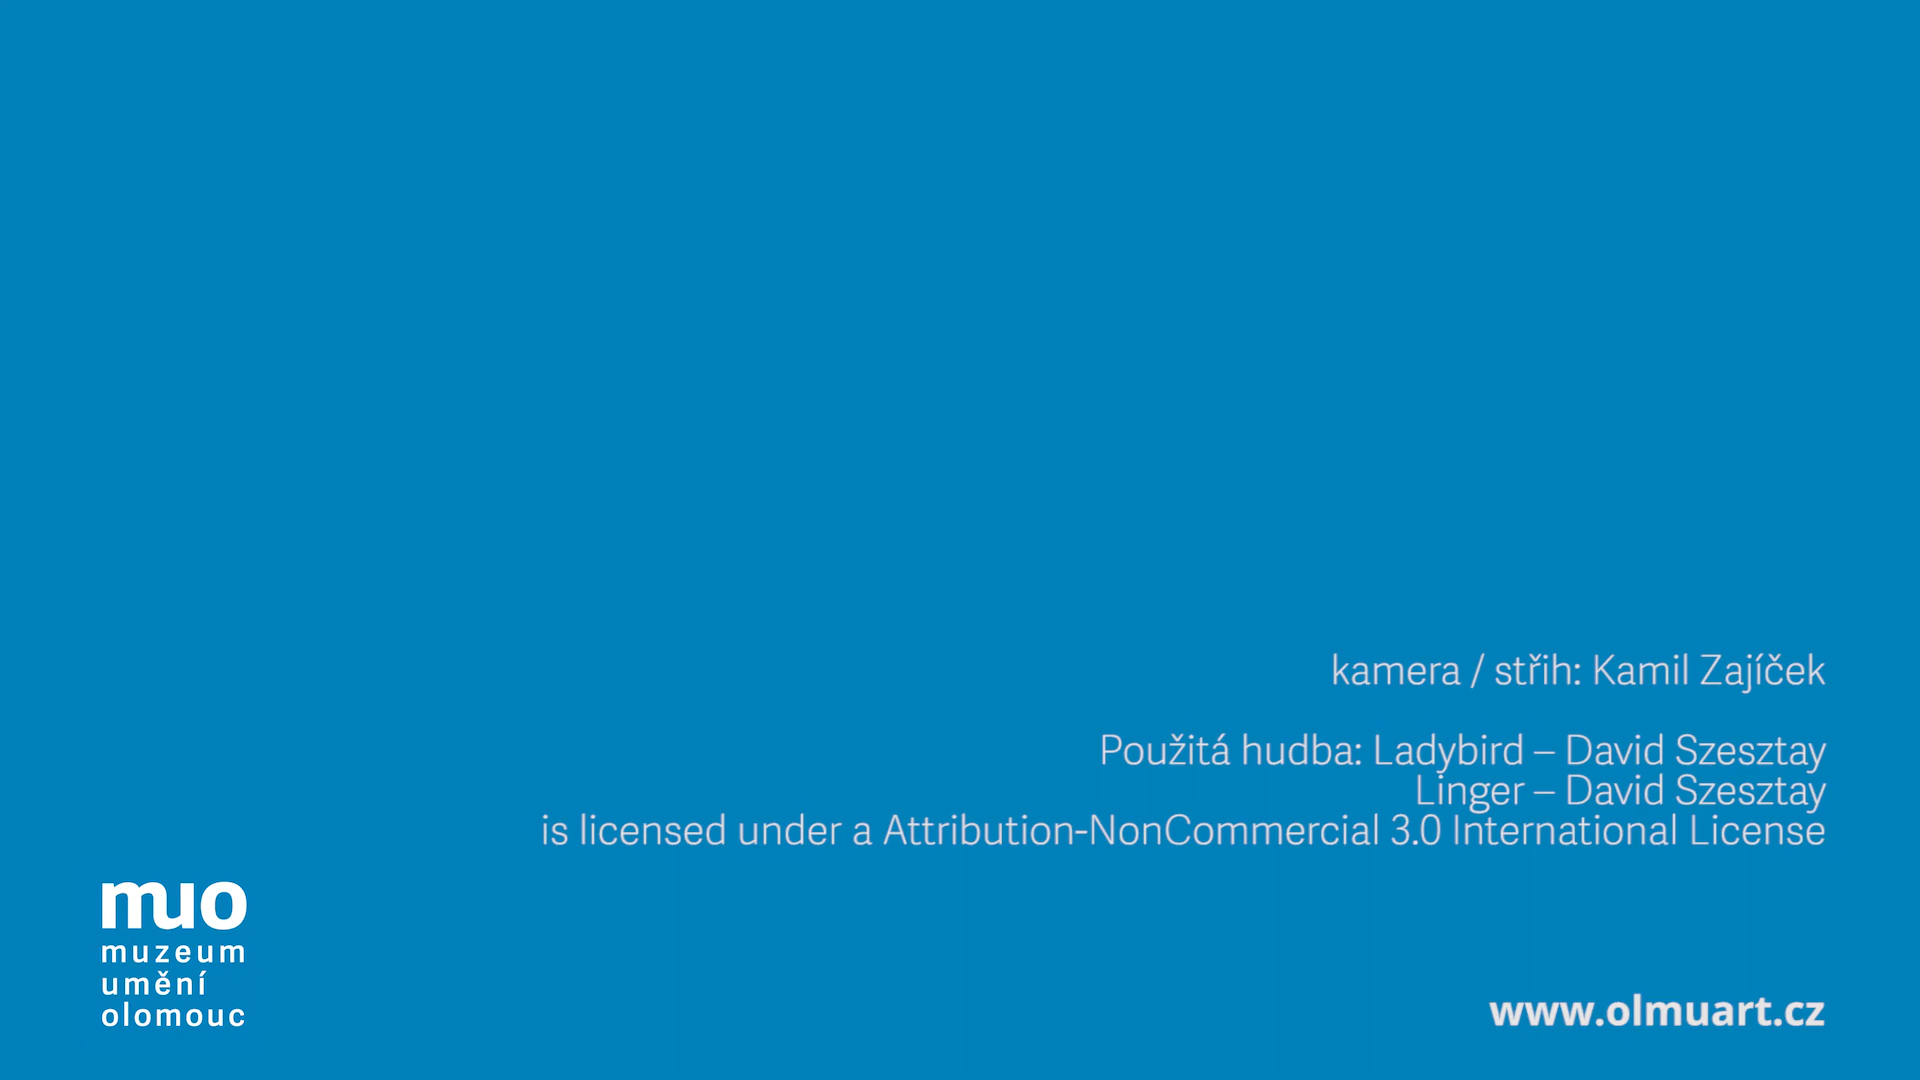 kamera / střih: Kamil Zajíček
Použitá hudba: Ladybird – David Szesztay
Linger – David Szesztay
is licensed under a Attribution-NonCommercial 3.0 International License
muo
muzeum
umění
olomouc
www.olmuart.cz